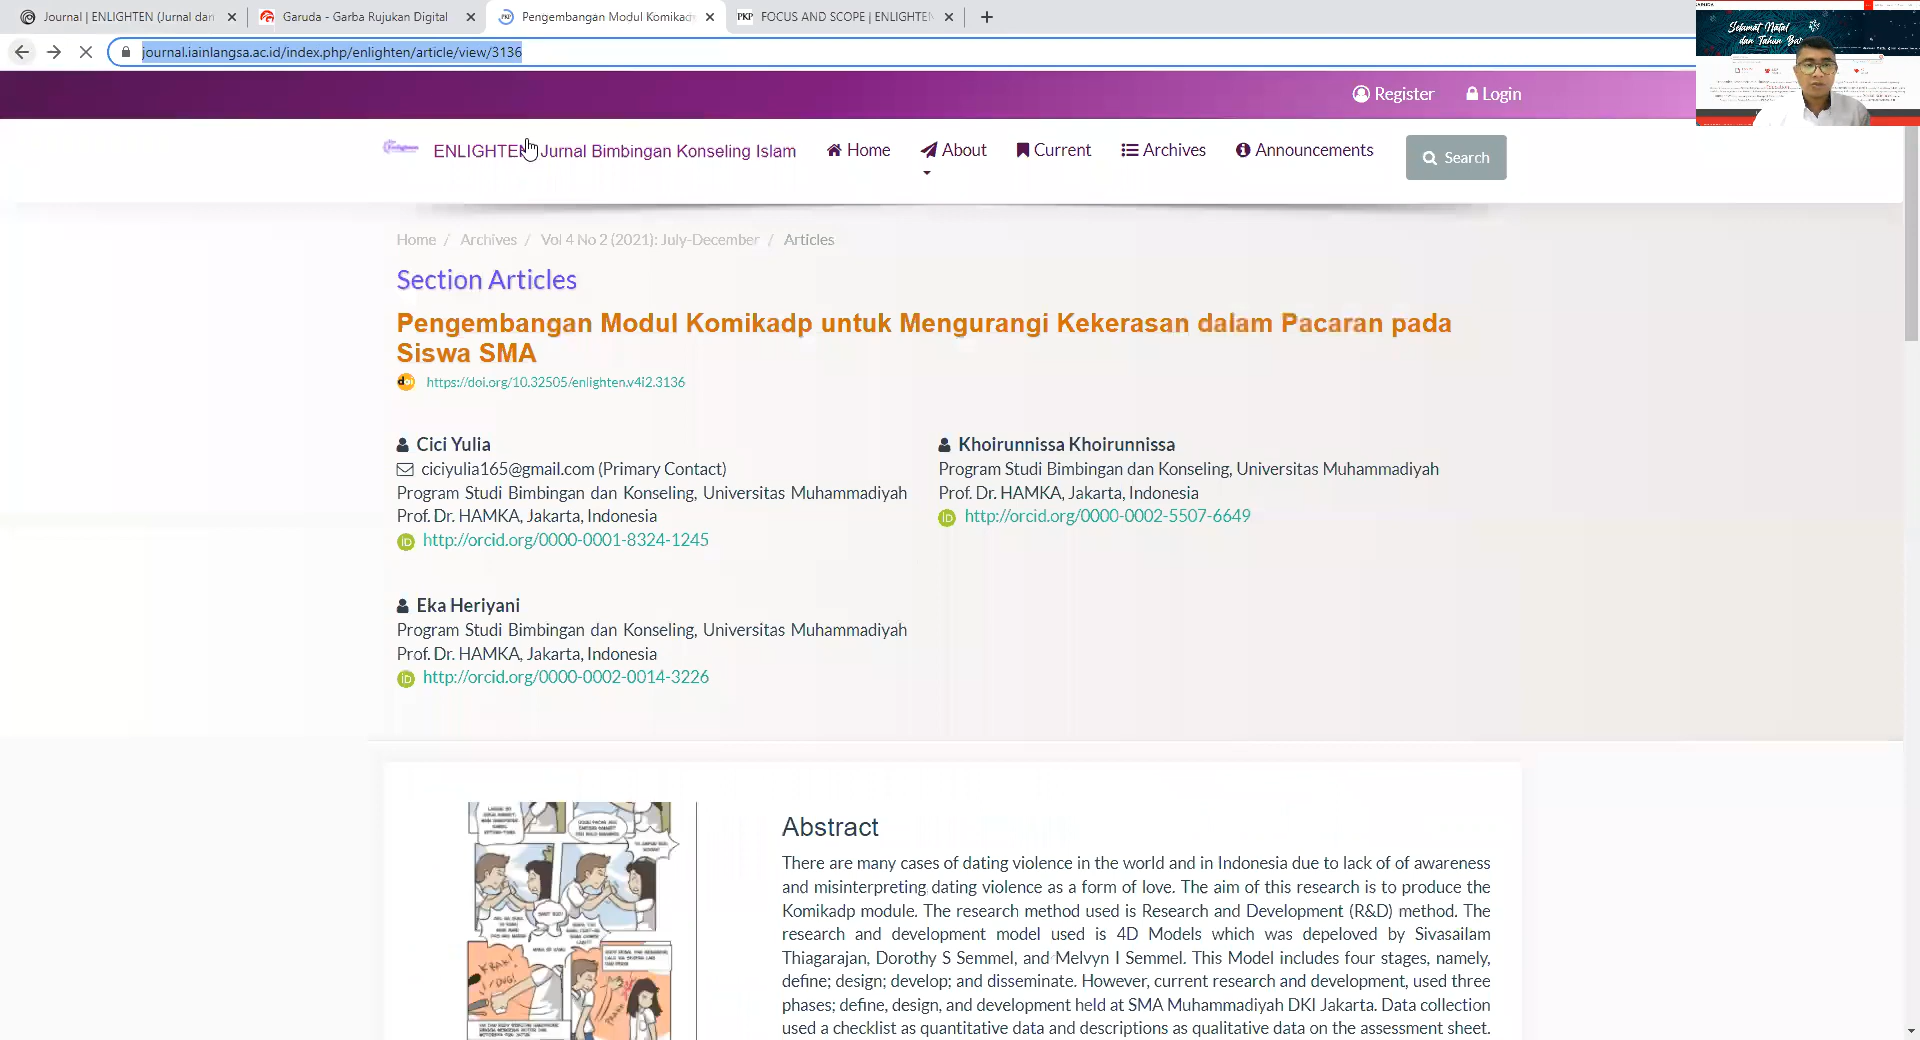 Journal | ENLIGHTEN (Jurnal dan
Garuda - Garba Rujukan Digital
Pengembangan Modul Komikad
FOCUS AND SCOPE | ENLIGHTEN
journal.iainlangsa.ac.id/index.php/enlighten/article/view/3136
Selamat Natal
dan Tahun
Register
Login
ENLIGHTEN Jurnal Bimbingan Konseling Islam
Home
About
Current
Archives
Announcements
Search
Home / Archives / Vol 4 No 2 (2021): July-December / Articles
Section Articles
Pengembangan Modul Komikadp untuk Mengurangi Kekerasan dalam Pacaran pada
Siswa SMA
doi https://doi.org/10.32505/enlighten.v4i2.3136
Cici Yulia
ciciyulia165@gmail.com (Primary Contact)
Program Studi Bimbingan dan Konseling, Universitas Muhammadiyah
Prof. Dr. HAMKA, Jakarta, Indonesia
iD http://orcid.org/0000-0001-8324-1245
Khoirunnissa Khoirunnissa
Program Studi Bimbingan dan Konseling, Universitas Muhammadiyah
Prof. Dr. HAMKA, Jakarta, Indonesia
iD http://orcid.org/0000-0002-5507-6649
Eka Heriyani
Program Studi Bimbingan dan Konseling, Universitas Muhammadiyah
Prof. Dr. HAMKA, Jakarta, Indonesia
iD http://orcid.org/0000-0002-0014-3226
Abstract
There are many cases of dating violence in the world and in Indonesia due to lack of of awareness
and misinterpreting dating violence as a form of love. The aim of this research is to produce the
Komikadp module. The research method used is Research and Development (R&D) method. The
research and development model used is 4D Models which was depeloved by Sivasailam
Thiagarajan, Dorothy S Semmel, and Melvyn I Semmel. This Model includes four stages, namely,
define; design; develop; and disseminate. However, current research and development, used three
phases; define, design, and development held at SMA Muhammadiyah DKI Jakarta. Data collection
used a checklist as quantitative data and descriptions as qualitative data on the assessment sheet.